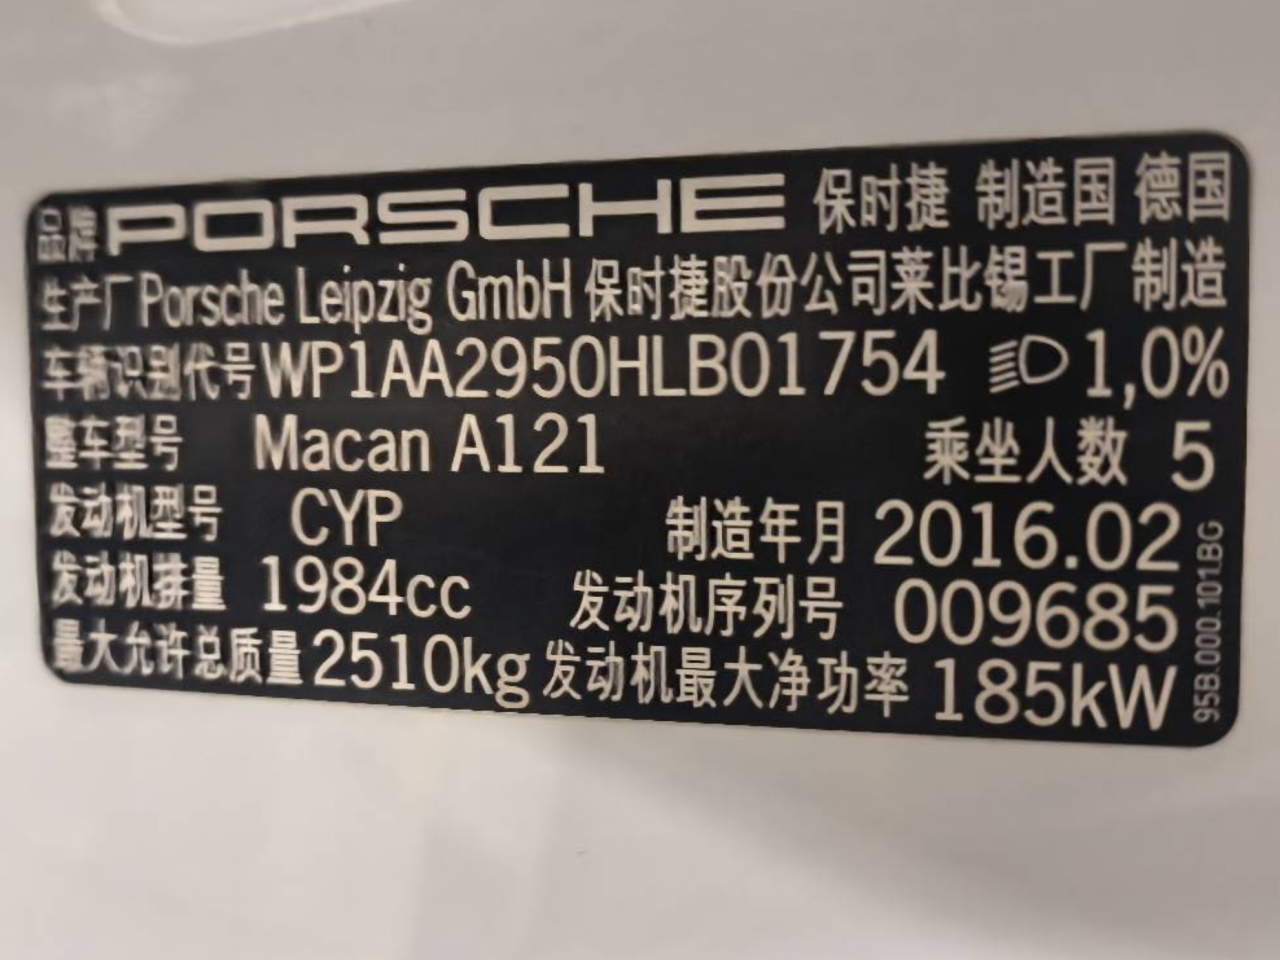 品牌 PORSCHE 保时捷 制造国 德国
生产厂 Porsche Leipzig GmbH 保时捷股份公司莱比锡工厂制造
车辆识别代号 WP1AA2950HLB01754 1,0%
整车型号 Macan A121 乘坐人数 5
发动机型号 CYP 制造年月 2016.02
发动机排量 1984cc 发动机序列号 009685
最大允许总质量 2510kg 发动机最大净功率 185kW
95B.000.101.BG